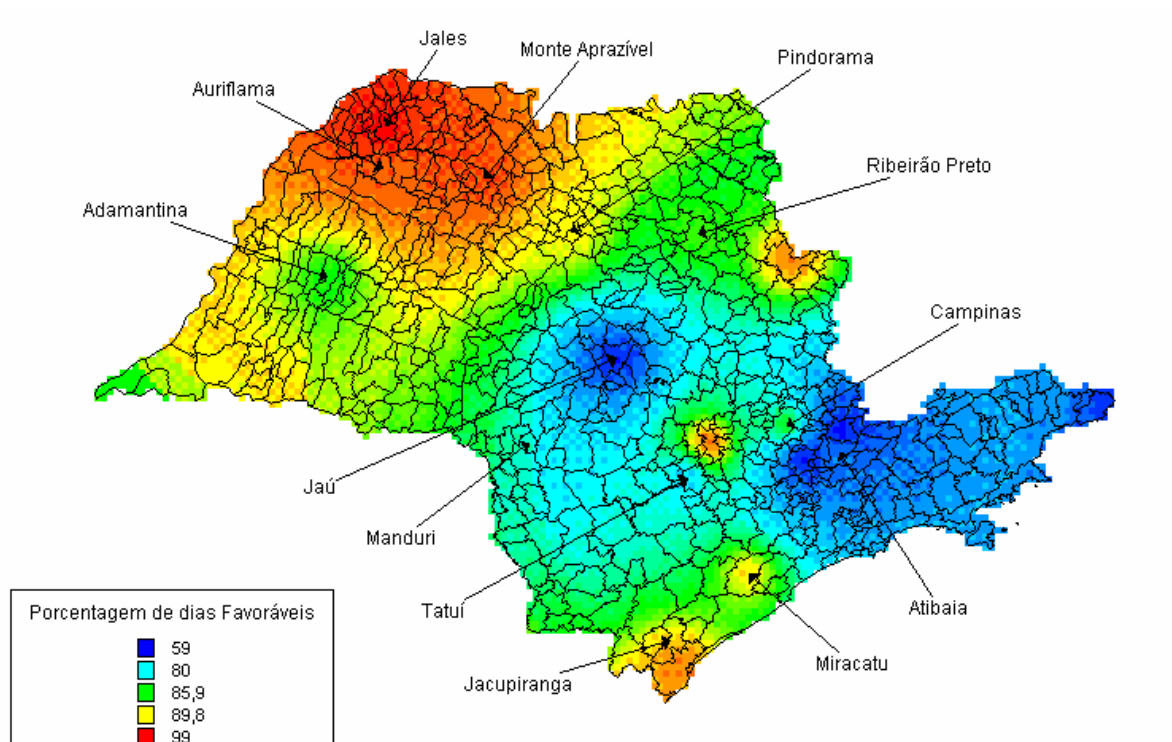 Jales
Monte Aprazível
Pindorama
Auriflama
Ribeirão Preto
Adamantina
Campinas
Jaú
Manduri
Tatuí
Atibaia
Miracatu
Jacupiranga
Porcentagem de dias Favoráveis
59
80
85,9
89,8
99